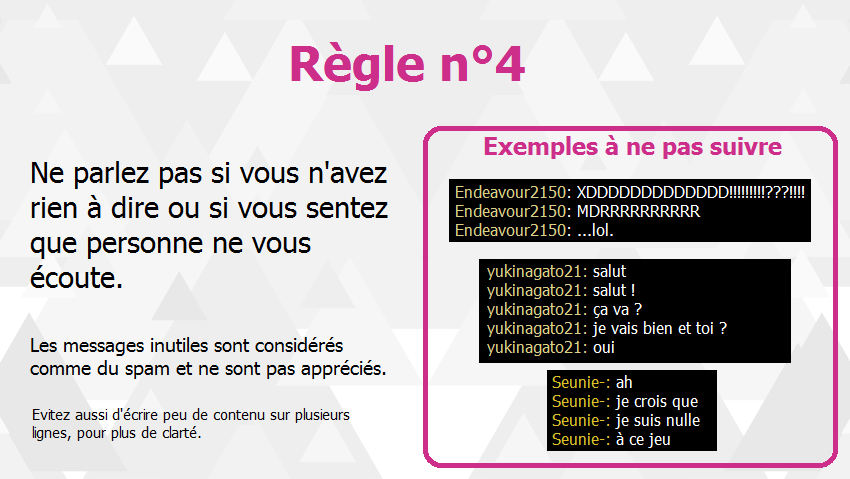 Règle n°4
Ne parlez pas si vous n'avez
rien à dire ou si vous sentez
que personne ne vous
écoute.
Les messages inutiles sont considérés
comme du spam et ne sont pas appréciés.
Evitez aussi d'écrire peu de contenu sur plusieurs
lignes, pour plus de clarté.
Exemples à ne pas suivre
Endeavour2150: XDDDDDDDDDDDDD!!!!!!!!!???!!!!
Endeavour2150: MDRRRRRRRRRR
Endeavour2150: ...lol.
yukinagato21: salut
yukinagato21: salut !
yukinagato21: ça va ?
yukinagato21: je vais bien et toi ?
yukinagato21: oui
Seunie-: ah
Seunie-: je crois que
Seunie-: je suis nulle
Seunie-: à ce jeu